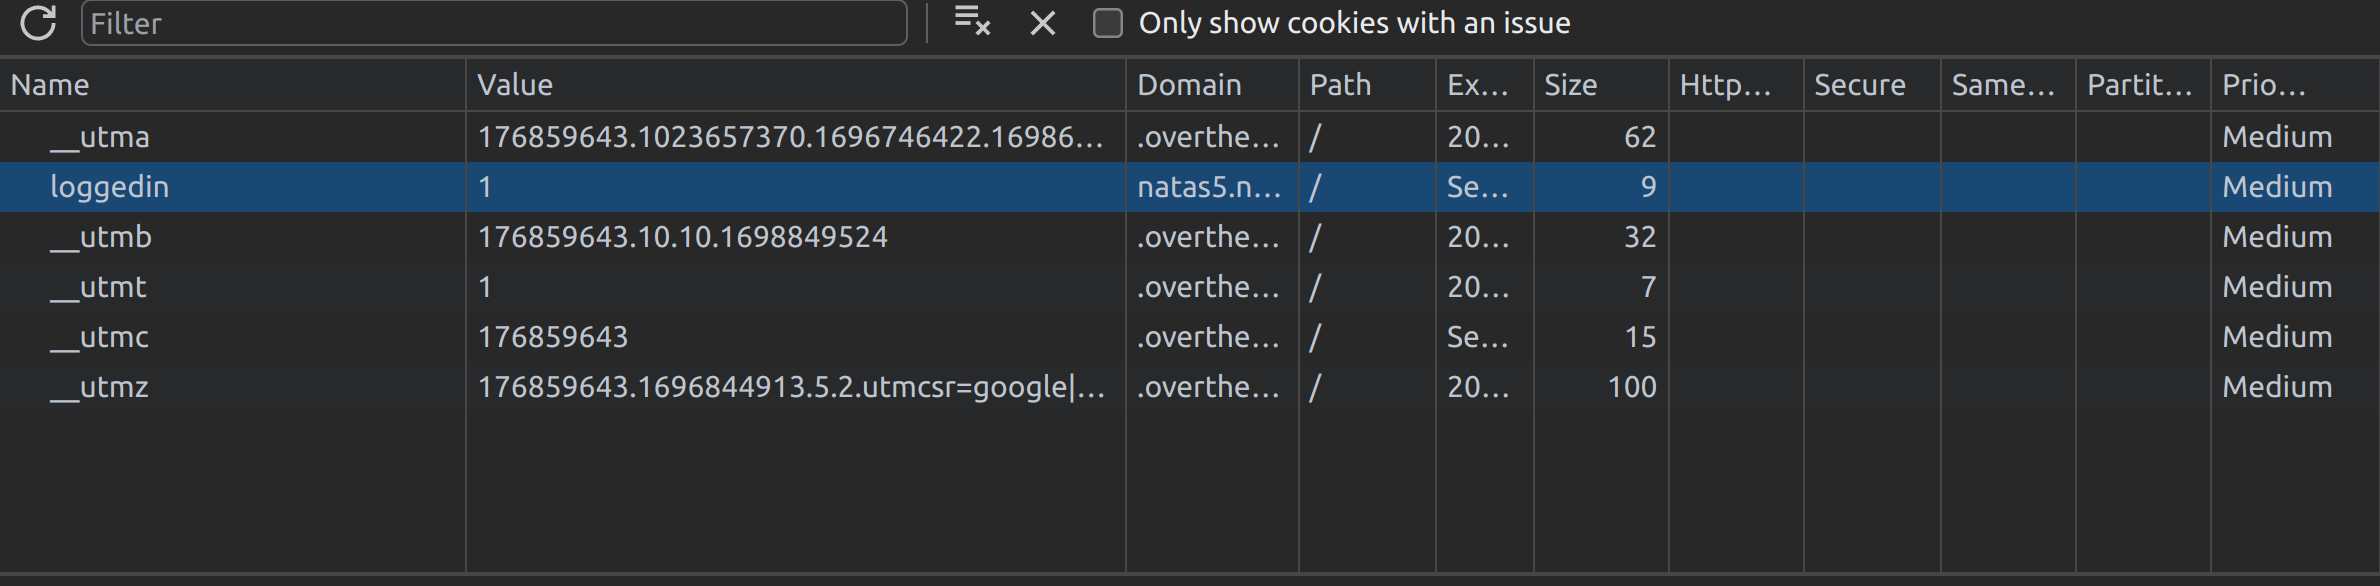 Filter Only show cookies with an issue
Name Value Domain Path Ex... Size Http... Secure Same... Partit... Prio...
__utma 176859643.1023657370.1696746422.16986... .overthe... / 20... 62 Medium
loggedin 1 natas5.n... / Se... 9 Medium
__utmb 176859643.10.10.1698849524 .overthe... / 20... 32 Medium
__utmt 1 .overthe... / 20... 7 Medium
__utmc 176859643 .overthe... / Se... 15 Medium
__utmz 176859643.1696844913.5.2.utmcsr=google|... .overthe... / 20... 100 Medium